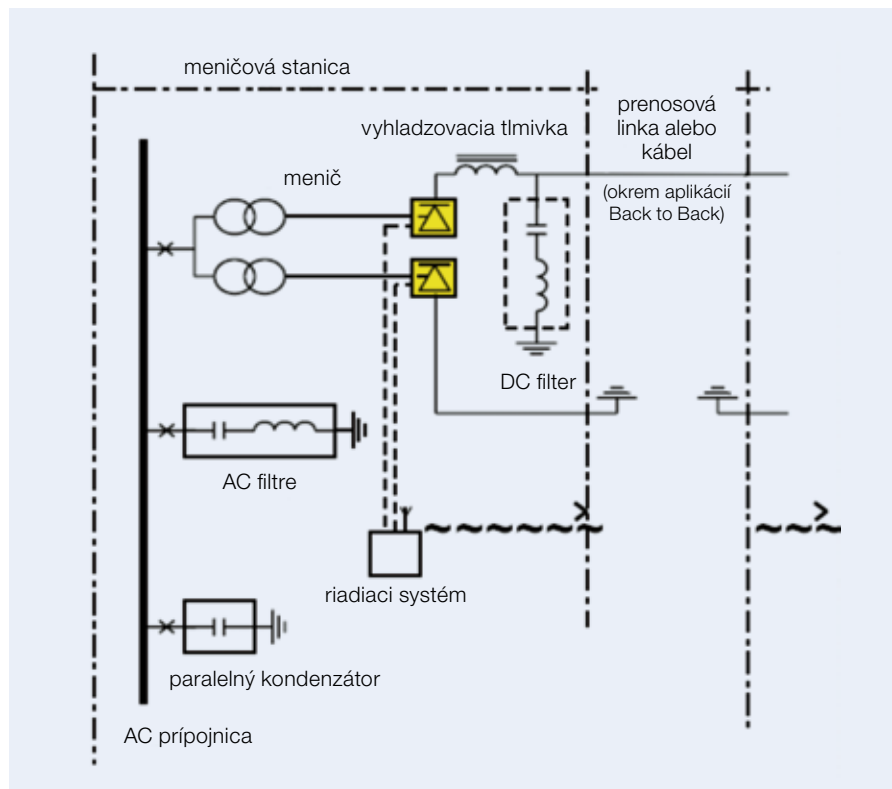 meničová stanica
vyhladzovacia tlmivka
prenosová
linka alebo
kábel
(okrem aplikácií
Back to Back)
menič
DC filter
AC filtre
riadiaci systém
paralelný kondenzátor
AC prípojnica